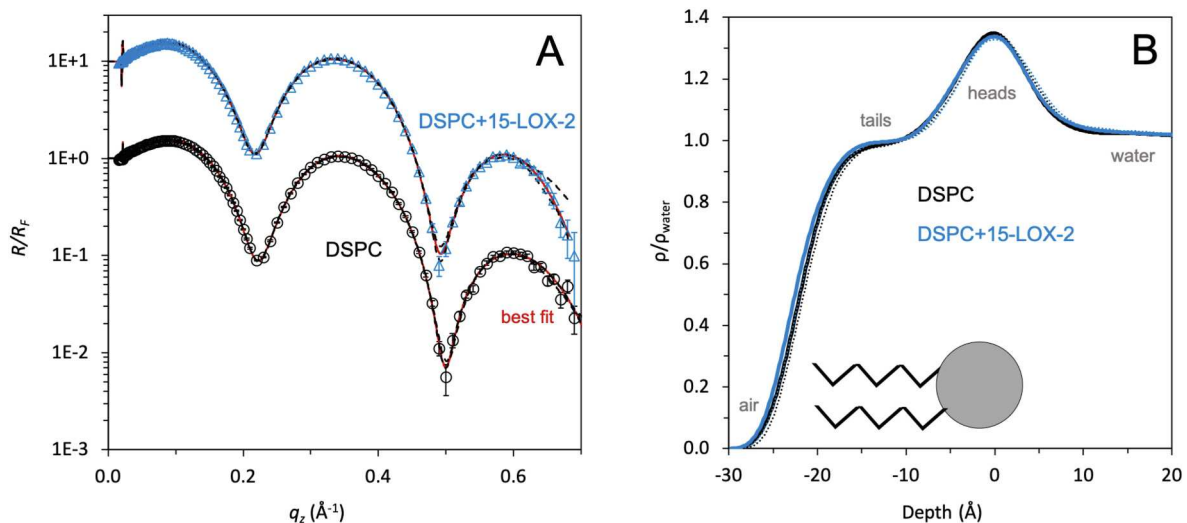 A
1E+1
1E+0
1E-1
1E-2
1E-3
R/R_F
DSPC+15-LOX-2
DSPC
best fit
0.0 0.2 0.4 0.6
q_z (Å⁻¹)
B
1.4
1.2
1.0
0.8
0.6
0.4
0.2
0.0
ρ/ρ_water
heads
tails
water
DSPC
DSPC+15-LOX-2
air
-30 -20 -10 0 10 20
Depth (Å)